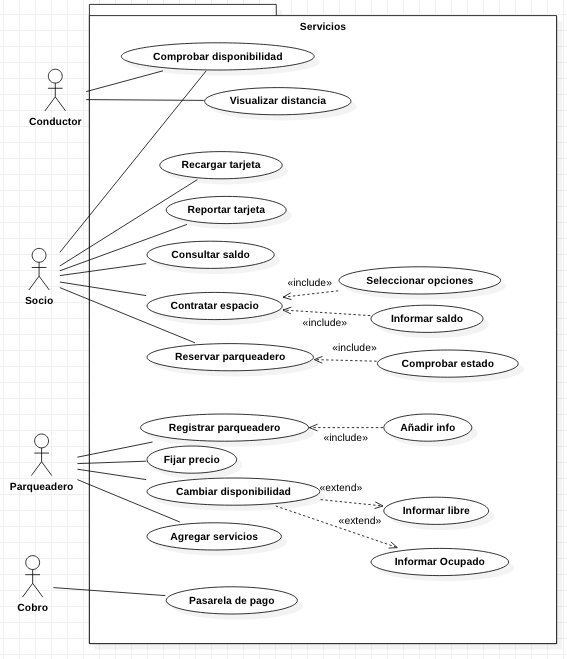 Servicios
Comprobar disponibilidad
Visualizar distancia
Conductor
Recargar tarjeta
Reportar tarjeta
Consultar saldo
Socio
«include»
Seleccionar opciones
Contratar espacio
Informar saldo
«include»
Reservar parqueadero
«include»
Comprobar estado
Registrar parqueadero
Añadir info
«include»
Fijar precio
Parqueadero
Cambiar disponibilidad
«extend»
Informar libre
«extend»
Agregar servicios
Informar Ocupado
Cobro
Pasarela de pago